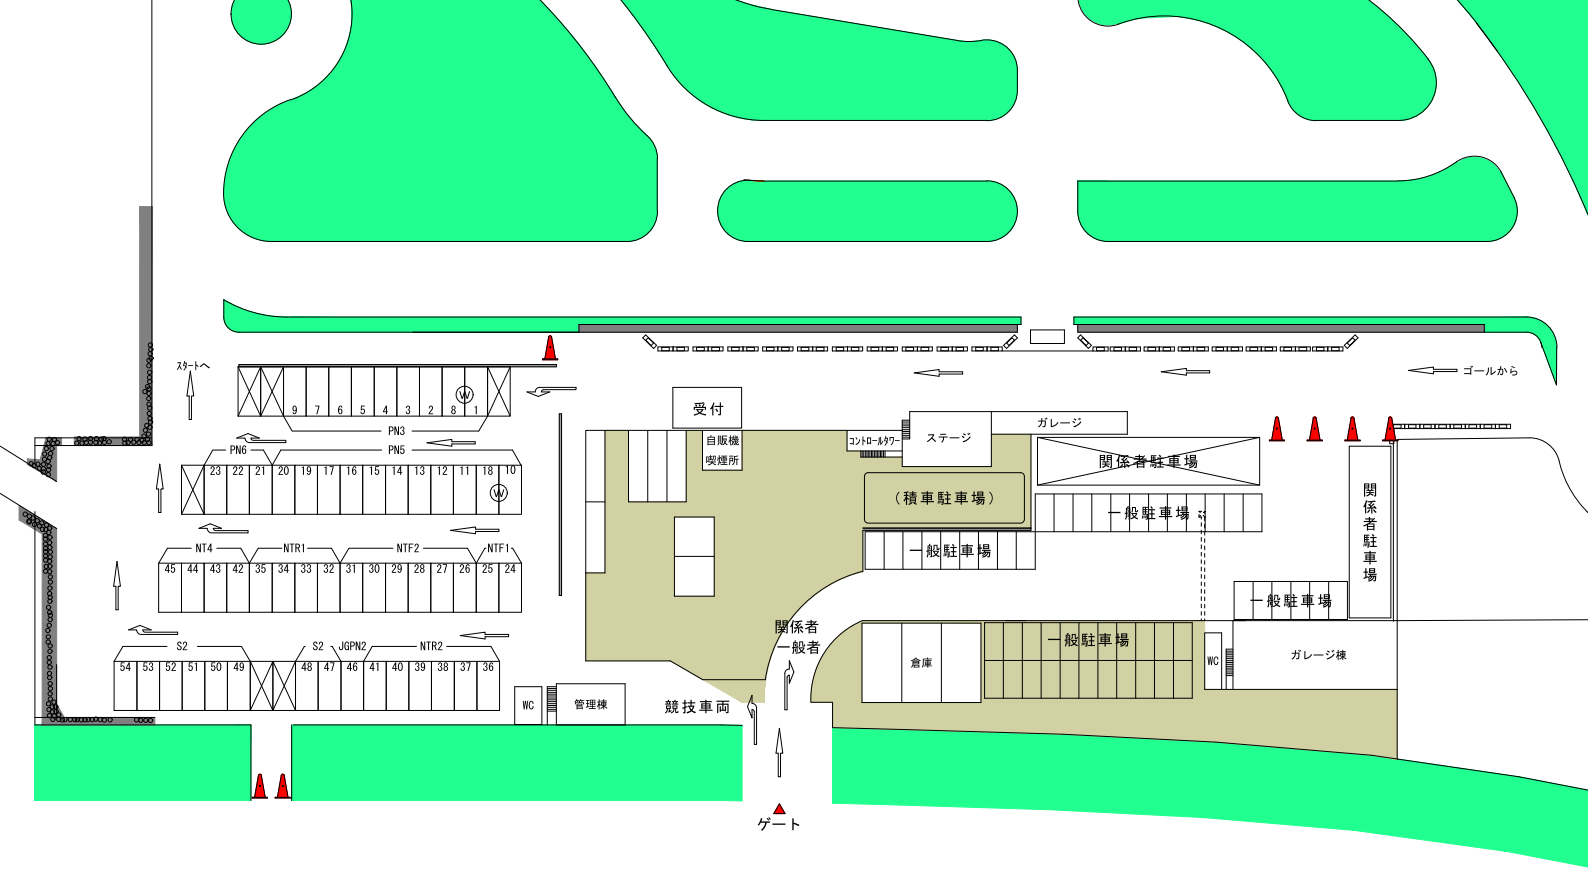 スタートへ
ゴールから
9 7 6 5 4 3 2 8 1
W
PN3
受付
自販機
喫煙所
コントロールタワー
ステージ
ガレージ
PN6 PN5
23 22 21 20 19 17 16 15 14 13 12 11 18 10
W
関係者駐車場
(積車駐車場)
一般駐車場
一般駐車場
関係者駐車場
NT4 NTR1 NTF2 NTF1
45 44 43 42 35 34 33 32 31 30 29 28 27 26 25 24
一般駐車場
関係者
一般者
S2 S2 JGPN2 NTR2
54 53 52 51 50 49 48 47 46 41 40 39 38 37 36
倉庫
一般駐車場
WC
ガレージ棟
WC
管理棟
競技車両
ゲート